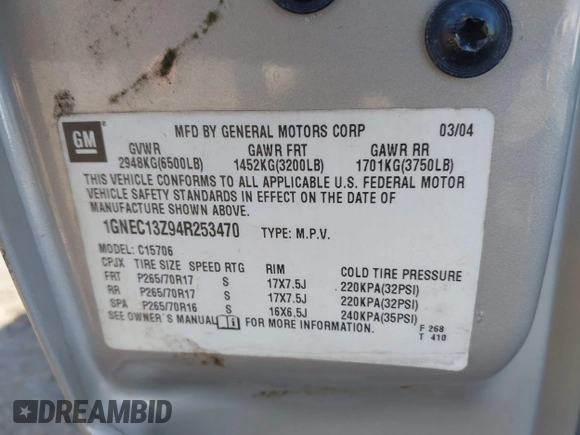 GM
MFD BY GENERAL MOTORS CORP 03/04
GVWR GAWR FRT GAWR RR
2948KG(6500LB) 1452KG(3200LB) 1701KG(3750LB)
THIS VEHICLE CONFORMS TO ALL APPLICABLE U.S. FEDERAL MOTOR
VEHICLE SAFETY STANDARDS IN EFFECT ON THE DATE OF
MANUFACTURE SHOWN ABOVE.
1GNEC13Z94R253470 TYPE: M.P.V.
MODEL: C15706
CPJX TIRE SIZE SPEED RTG RIM COLD TIRE PRESSURE
FRT P265/70R17 S 17X7.5J 220KPA(32PSI)
RR P265/70R17 S 17X7.5J 220KPA(32PSI)
SPA P265/70R16 S 16X6.5J 240KPA(35PSI)
SEE OWNER'S MANUAL FOR MORE INFORMATION.
F 268
T 410
DREAMBID